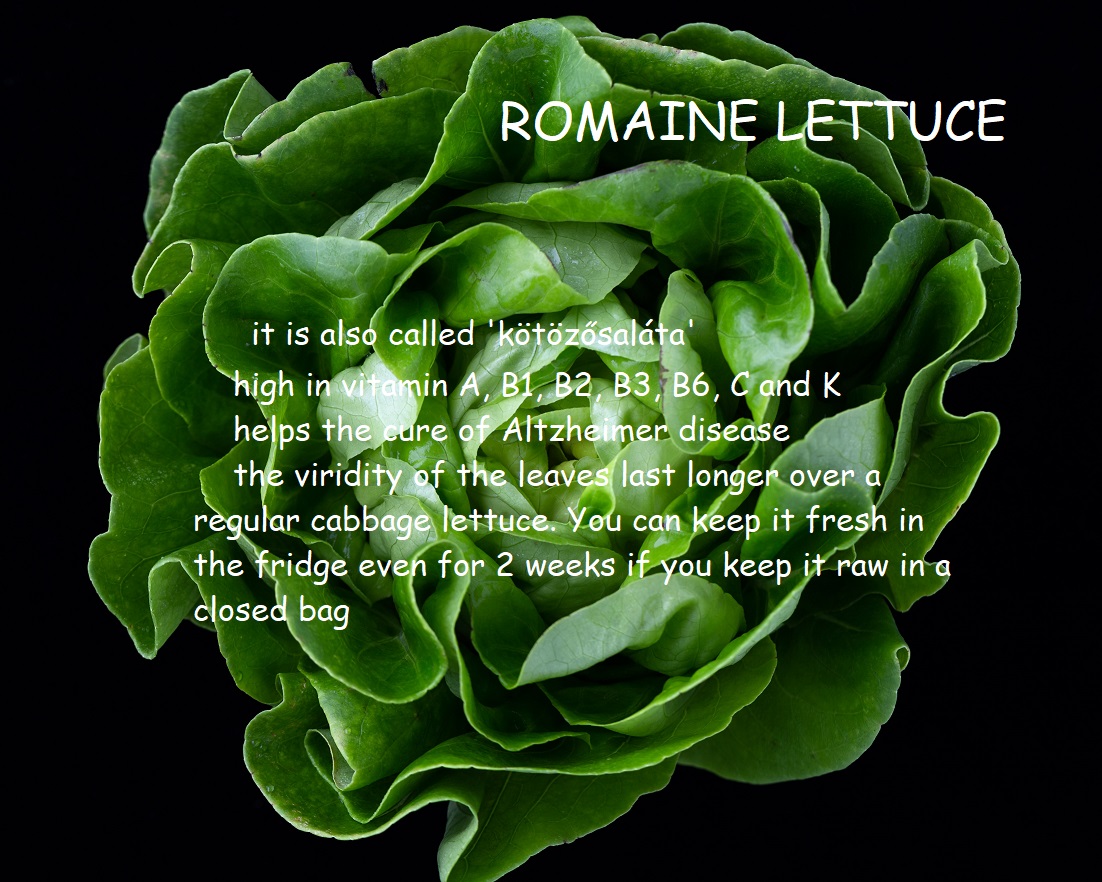 ROMAINE LETTUCE
it is also called 'kötözősaláta'
high in vitamin A, B1, B2, B3, B6, C and K
helps the cure of Altzheimer disease
the viridity of the leaves last longer over a
regular cabbage lettuce. You can keep it fresh in
the fridge even for 2 weeks if you keep it raw in a
closed bag